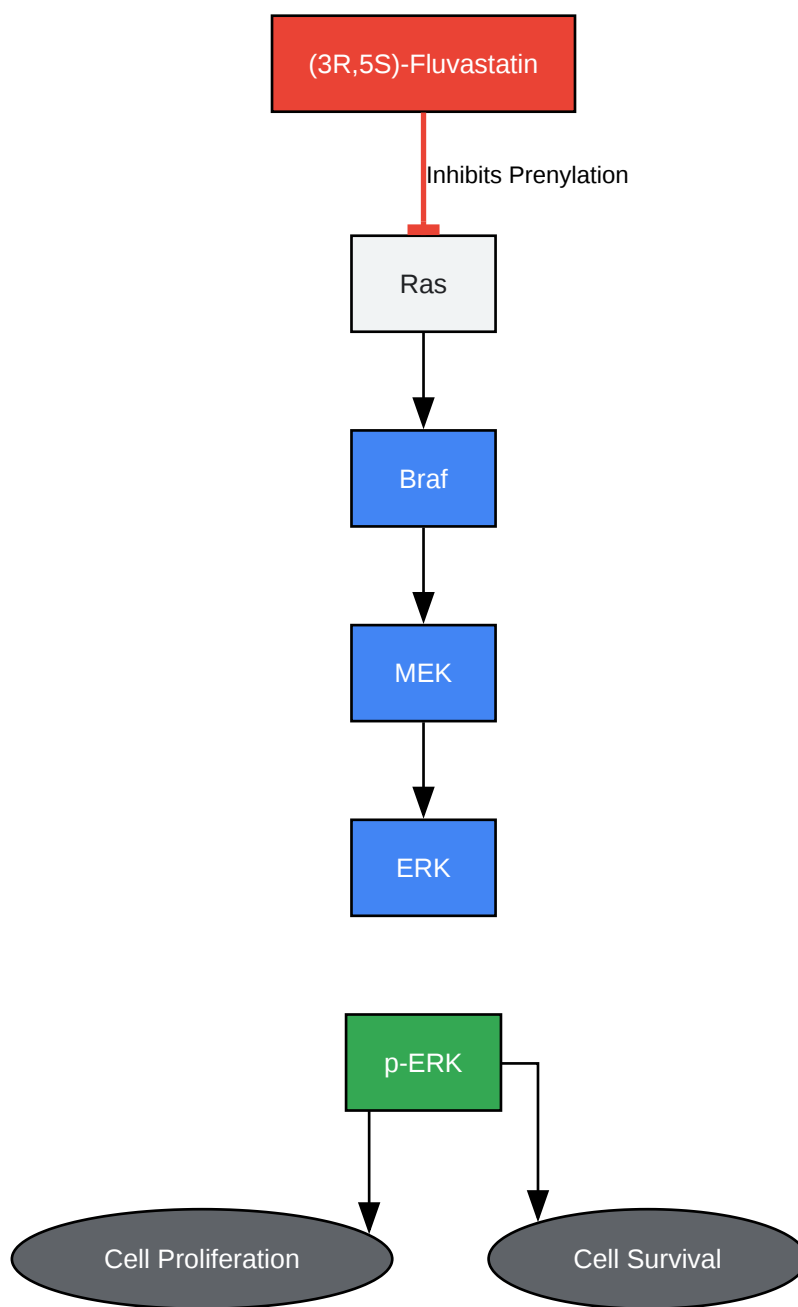 (3R,5S)-Fluvastatin
Inhibits Prenylation
Ras
Braf
MEK
ERK
p-ERK
Cell Proliferation
Cell Survival